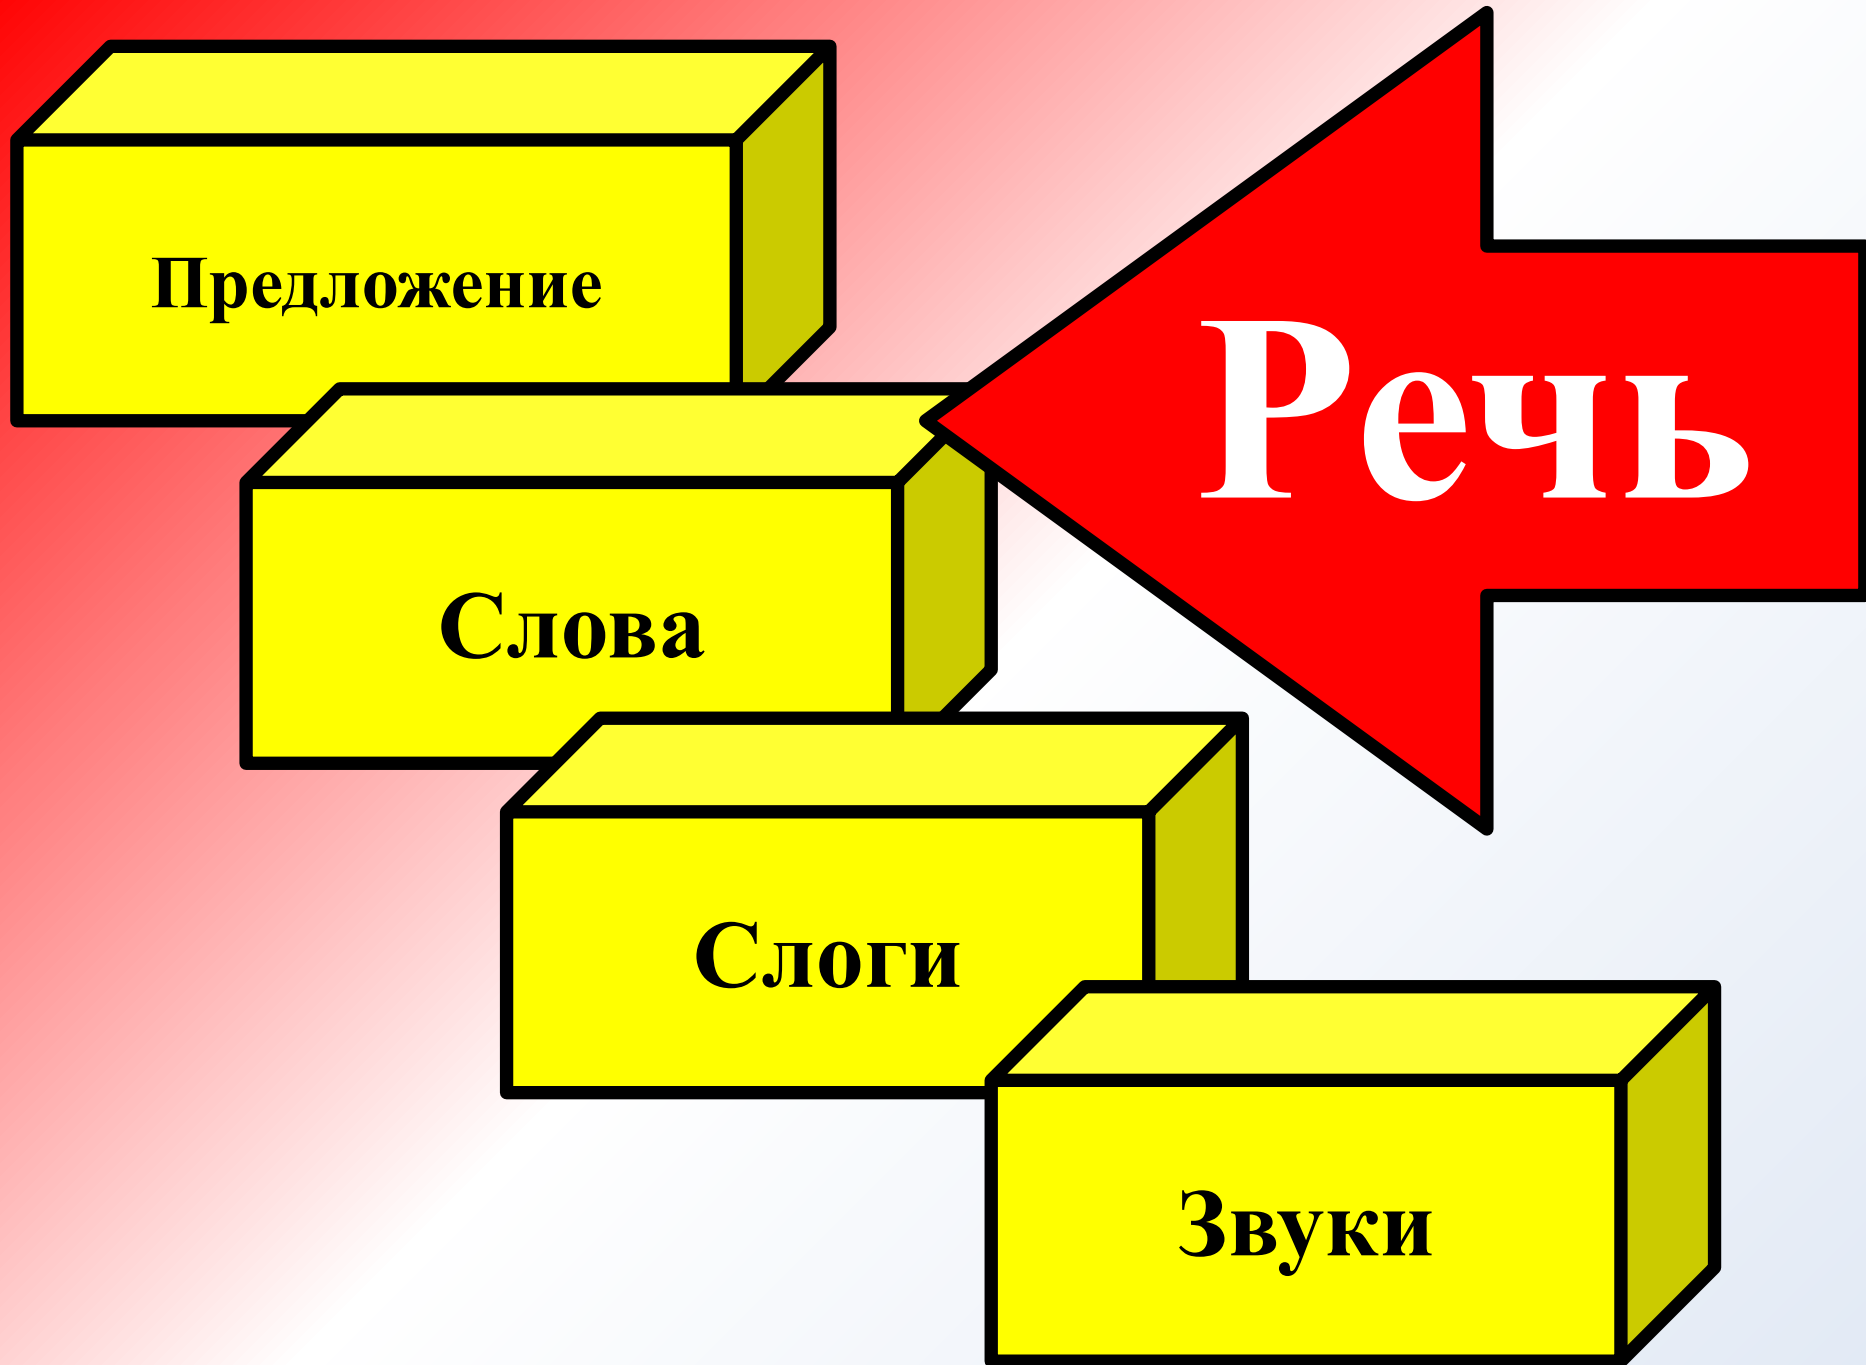 Предложение
Речь
Слова
Слоги
Звуки